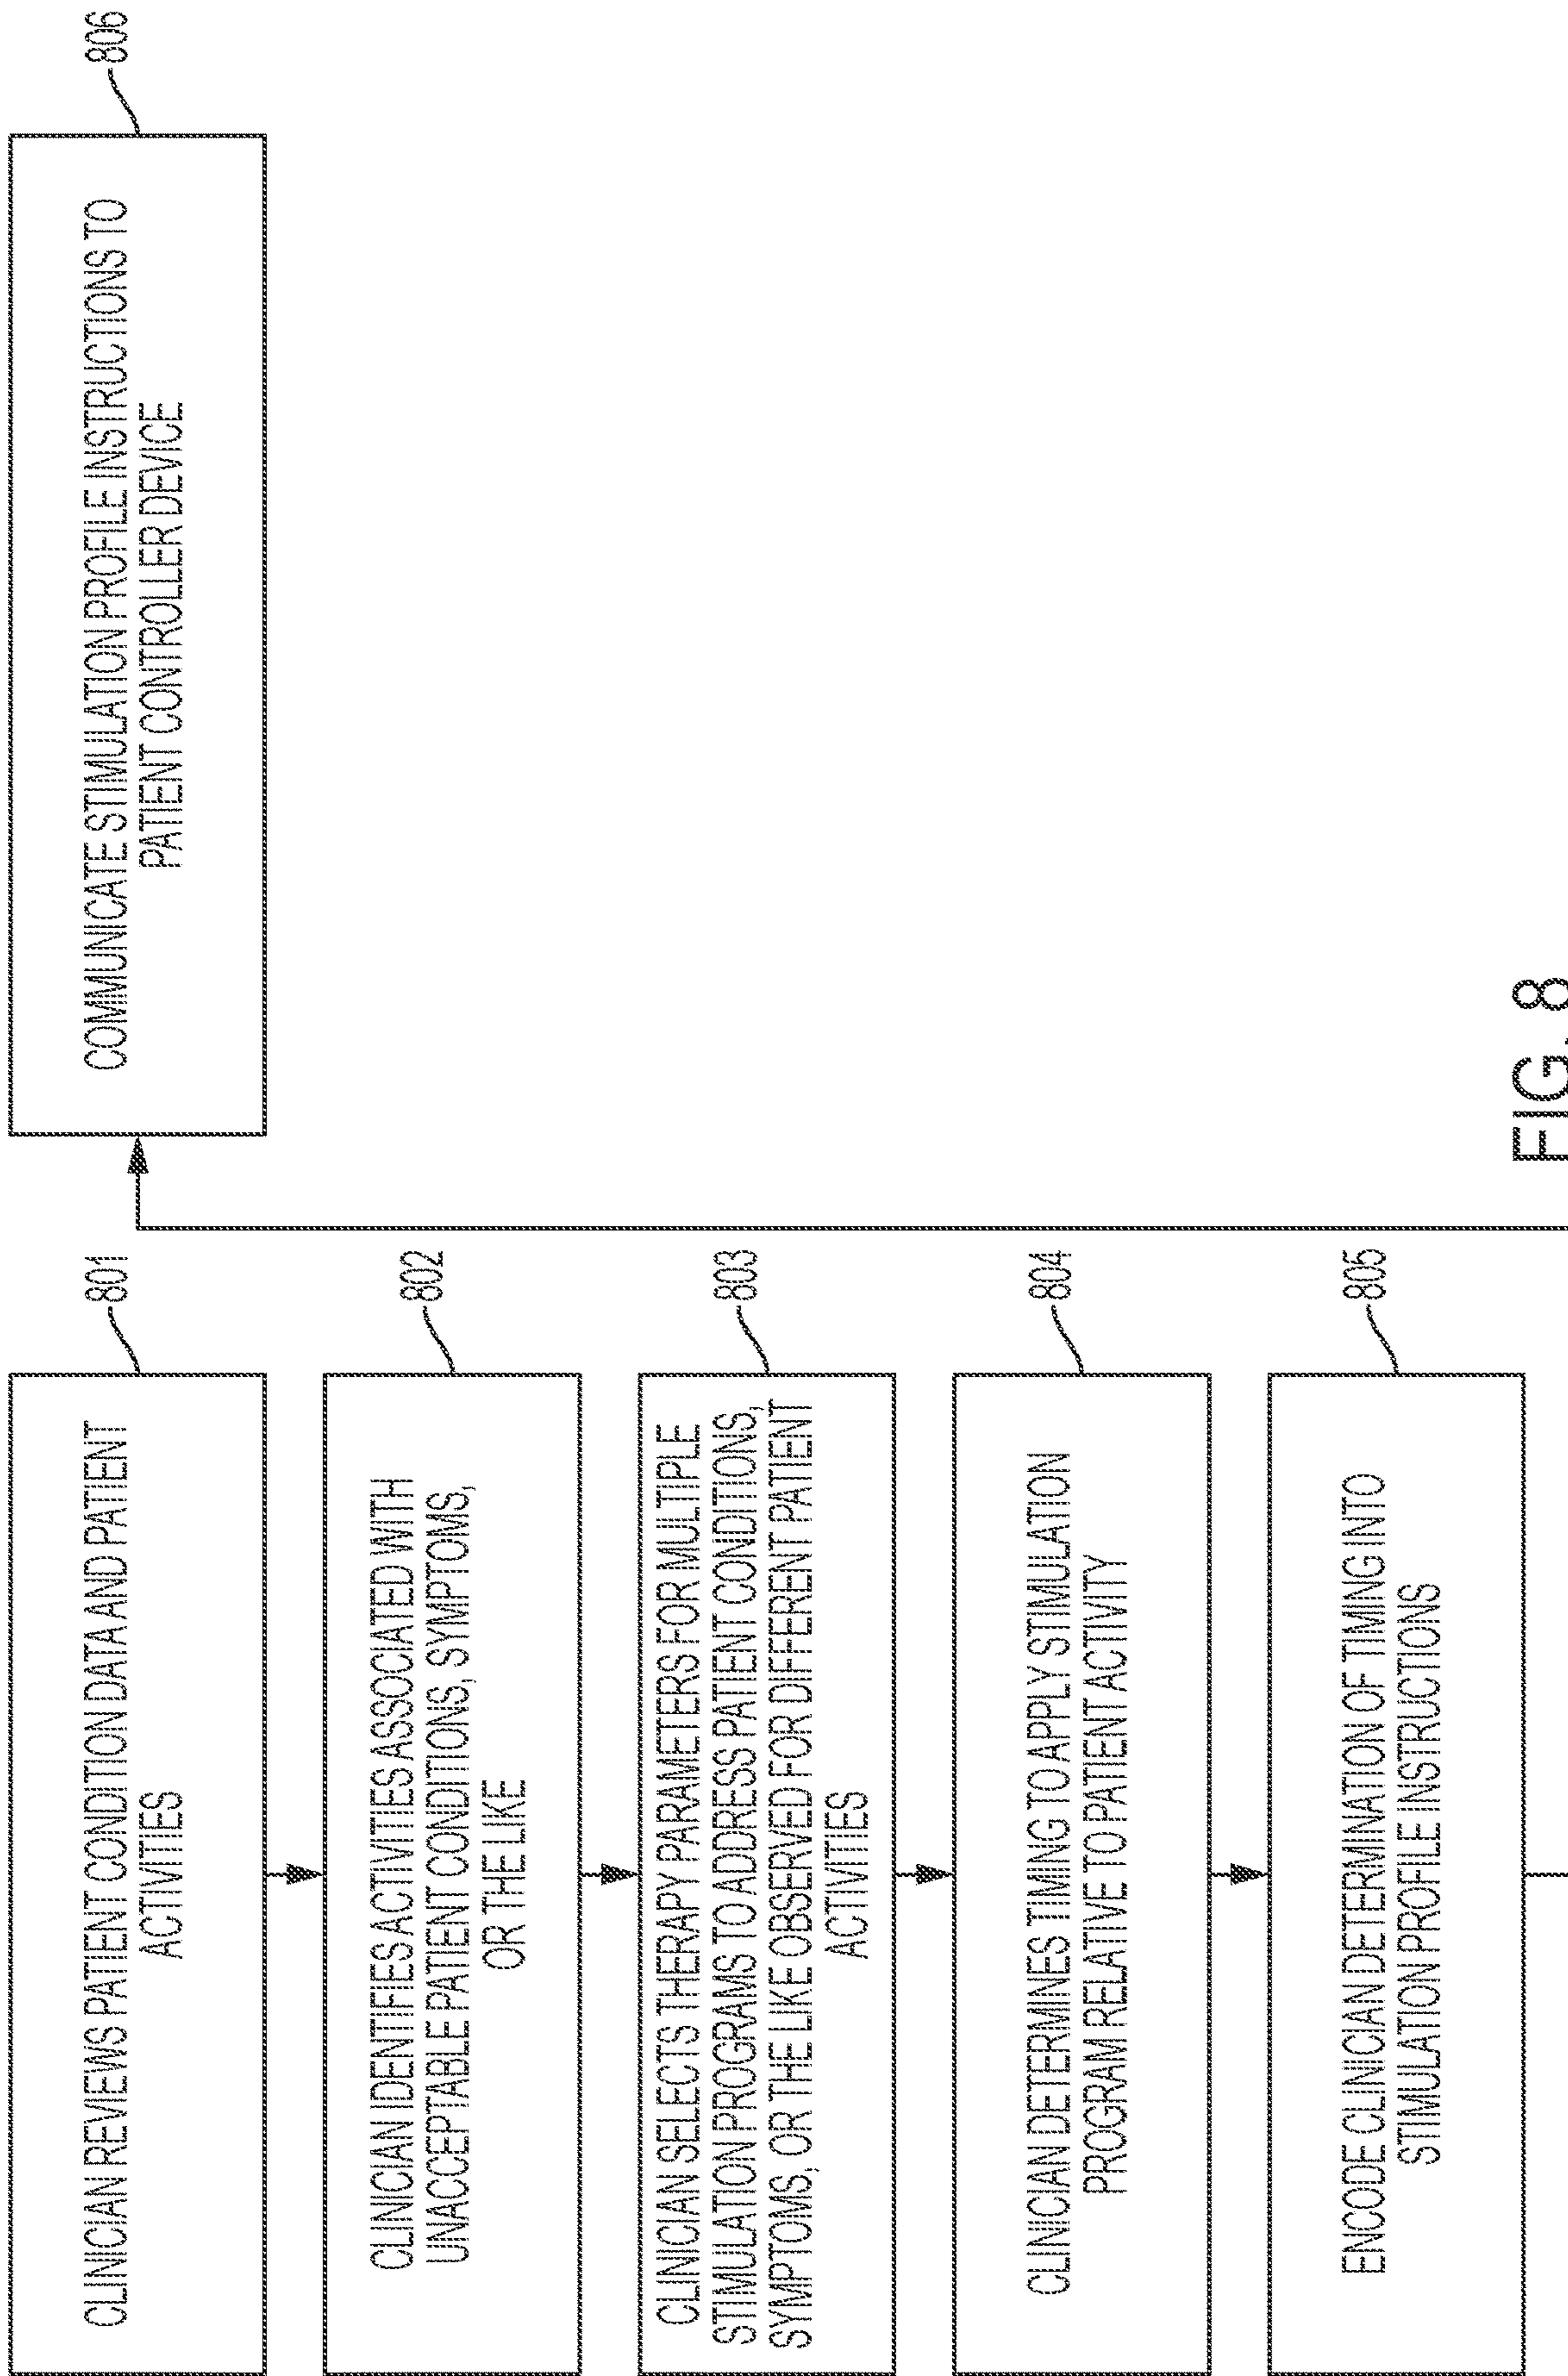 801
CLINICIAN REVIEWS PATIENT CONDITION DATA AND PATIENT
ACTIVITIES
802
CLINICIAN IDENTIFIES ACTIVITIES ASSOCIATED WITH
UNACCEPTABLE PATIENT CONDITIONS, SYMPTOMS,
OR THE LIKE
803
CLINICIAN SELECTS THERAPY PARAMETERS FOR MULTIPLE
STIMULATION PROGRAMS TO ADDRESS PATIENT CONDITIONS,
SYMPTOMS, OR THE LIKE OBSERVED FOR DIFFERENT PATIENT
ACTIVITIES
804
CLINICIAN DETERMINES TIMING TO APPLY STIMULATION
PROGRAM RELATIVE TO PATIENT ACTIVITY
805
ENCODE CLINICIAN DETERMINATION OF TIMING INTO
STIMULATION PROFILE INSTRUCTIONS
806
COMMUNICATE STIMULATION PROFILE INSTRUCTIONS TO
PATIENT CONTROLLER DEVICE
FIG. 8